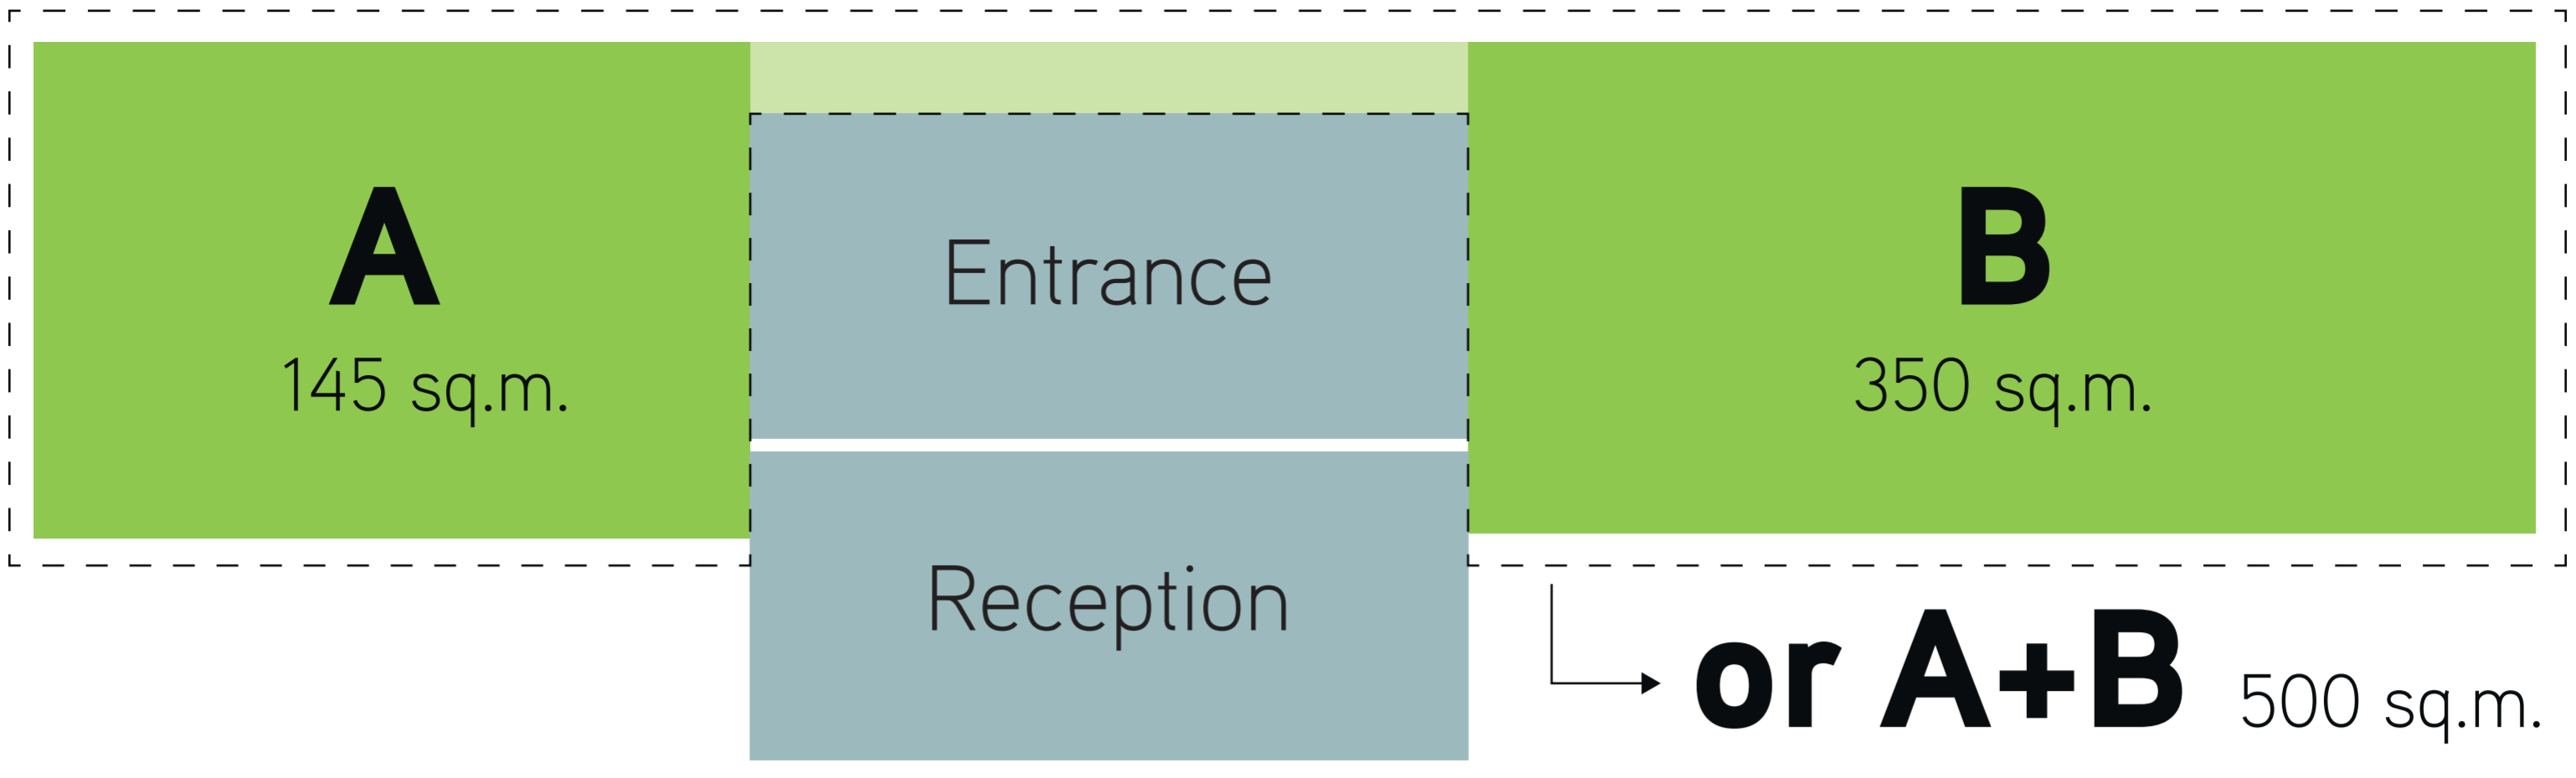 A
145 sq.m.
Entrance
Reception
B
350 sq.m.
or A+B 500 sq.m.